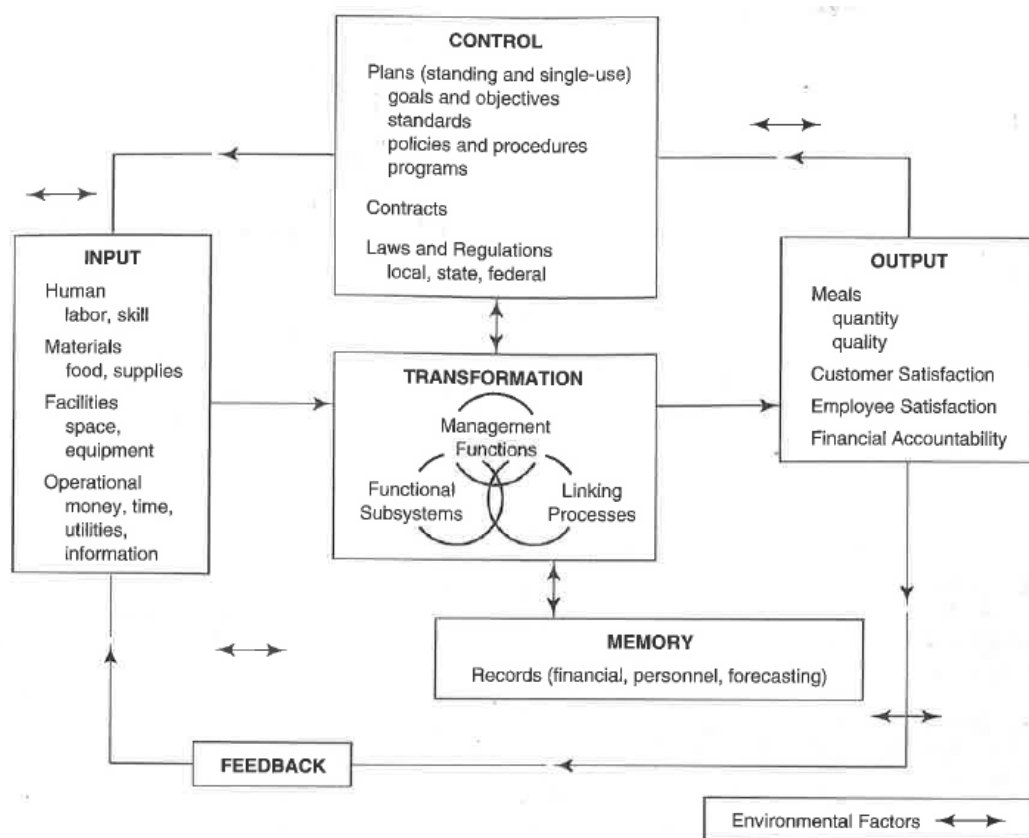 CONTROL
Plans (standing and single-use)
goals and objectives
standards
policies and procedures
programs
Contracts
Laws and Regulations
local, state, federal
INPUT
Human
labor, skill
Materials
food, supplies
Facilities
space,
equipment
Operational
money, time,
utilities,
information
TRANSFORMATION
Management
Functions
Functional
Subsystems
Linking
Processes
OUTPUT
Meals
quantity
quality
Customer Satisfaction
Employee Satisfaction
Financial Accountability
MEMORY
Records (financial, personnel, forecasting)
FEEDBACK
Environmental Factors